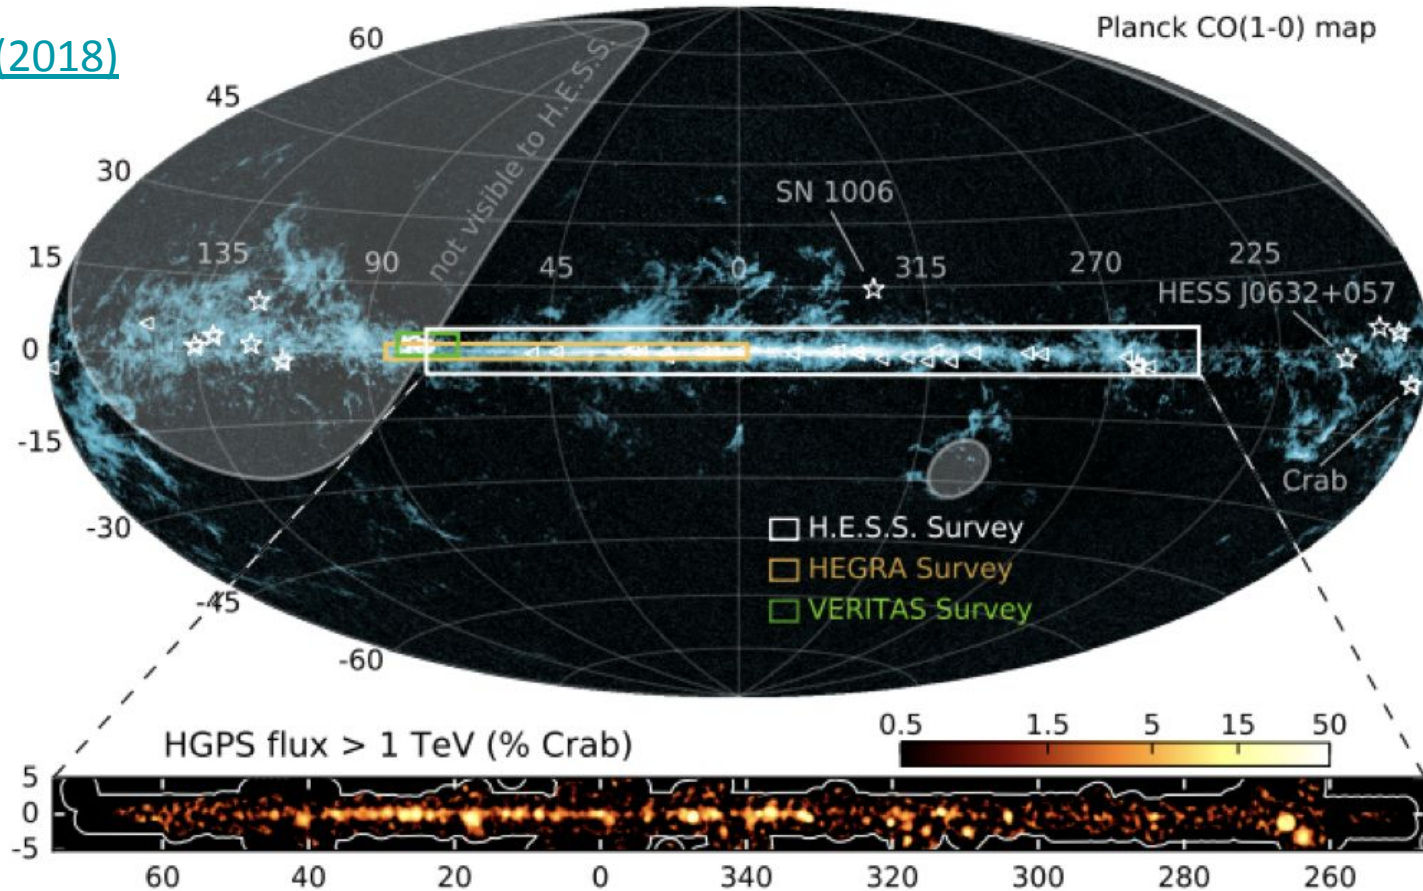 (2018)
Planck CO(1-0) map
60
45
30
15
0
-15
-30
-45
-60
not visible to H.E.S.S.
135
90
45
0
315
270
225
SN 1006
HESS J0632+057
Crab
H.E.S.S. Survey
HEGRA Survey
VERITAS Survey
HGPS flux > 1 TeV (% Crab)
0.5 1.5 5 15 50
5
0
-5
60 40 20 0 340 320 300 280 260